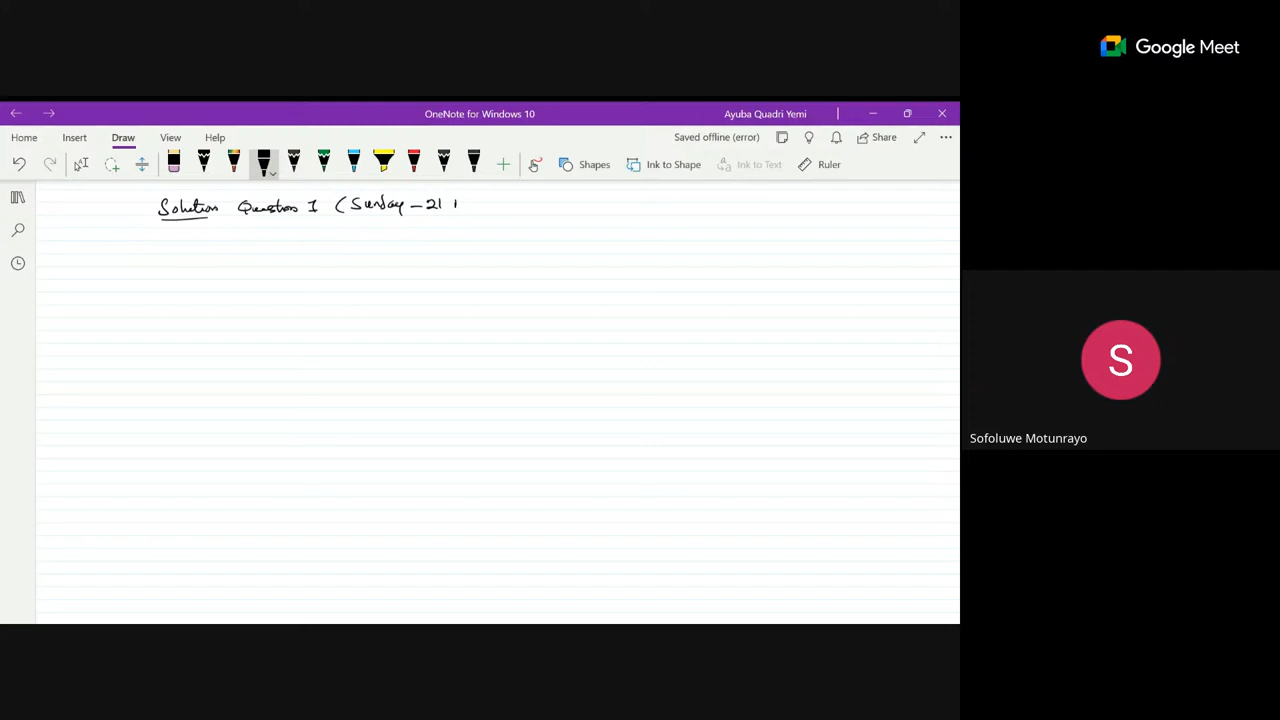 Google Meet
OneNote for Windows 10
Ayuba Quadri Yemi
Home Insert Draw View Help
Saved offline (error)
Share
Shapes
Ink to Shape
Ink to Text
Ruler
Solution Question 1 (Sunday - 21
S
Sofoluwe Motunrayo